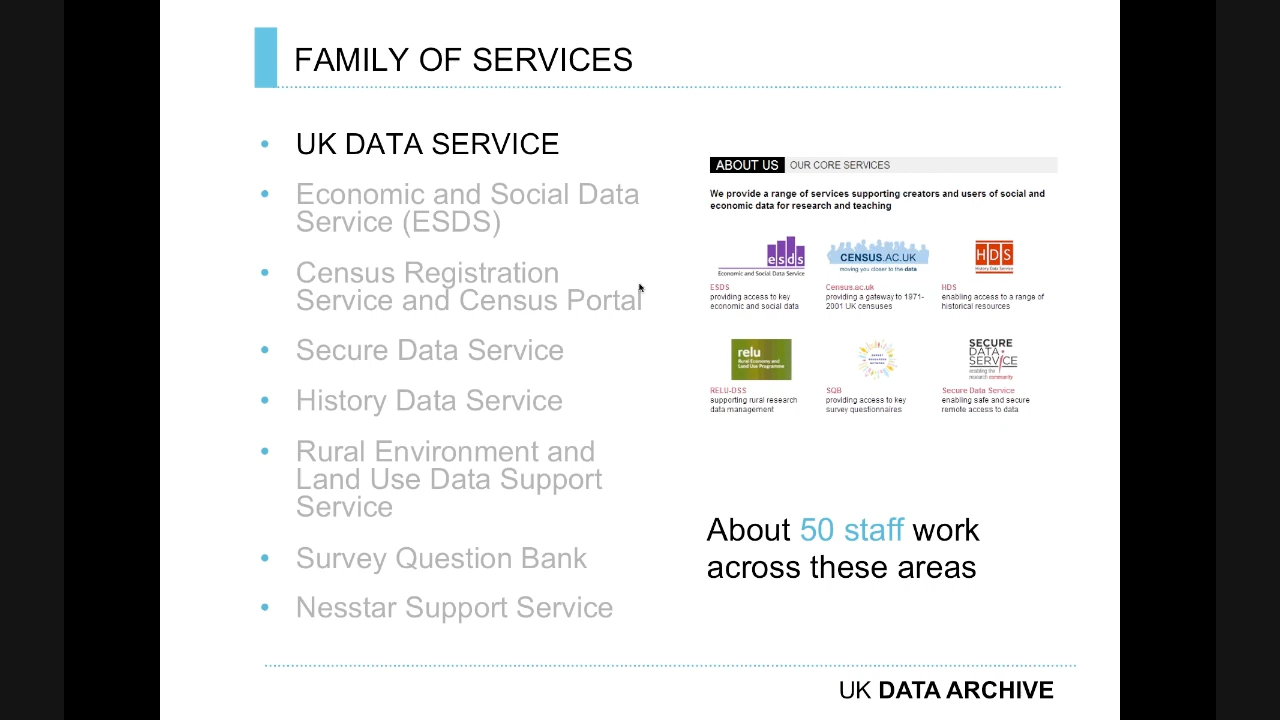 FAMILY OF SERVICES
UK DATA SERVICE
Economic and Social Data
Service (ESDS)
Census Registration
Service and Census Portal
Secure Data Service
History Data Service
Rural Environment and
Land Use Data Support
Service
Survey Question Bank
Nesstar Support Service
ABOUT US OUR CORE SERVICES
We provide a range of services supporting creators and users of social and
economic data for research and teaching
esds
Economic and Social Data Service
ESDS
providing access to key
economic and social data
CENSUS.AC.UK
moving you closer to the data
Census.ac.uk
providing a gateway to 1971-
2001 UK censuses
HDS
History Data Service
HDS
enabling access to a range of
historical resources
relu
Rural Economy and
Land Use Programme
RELU-DSS
supporting rural research
data management
SQB
providing access to key
survey questionnaires
SECURE
DATA
SERVICE
enabling the
research community
Secure Data Service
enabling safe and secure
remote access to data
About 50 staff work
across these areas
UK DATA ARCHIVE